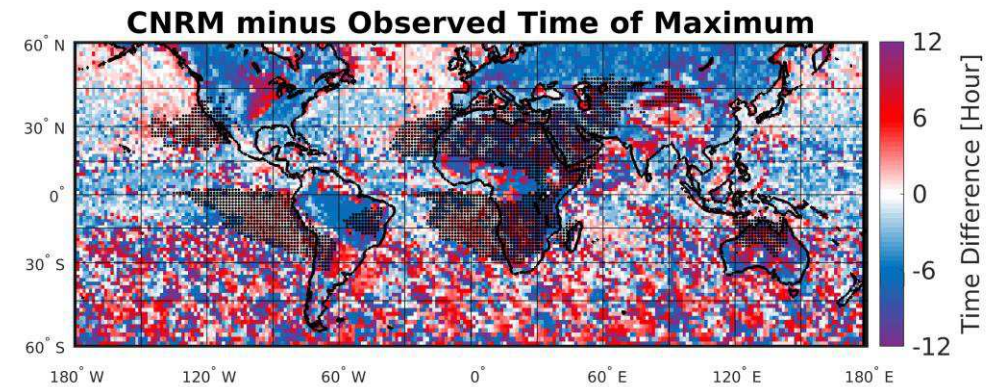 CNRM minus Observed Time of Maximum
60° N
30° N
0°
30° S
60° S
180° W
120° W
60° W
0°
60° E
120° E
180° E
12
6
0
-6
-12
Time Difference [Hour]